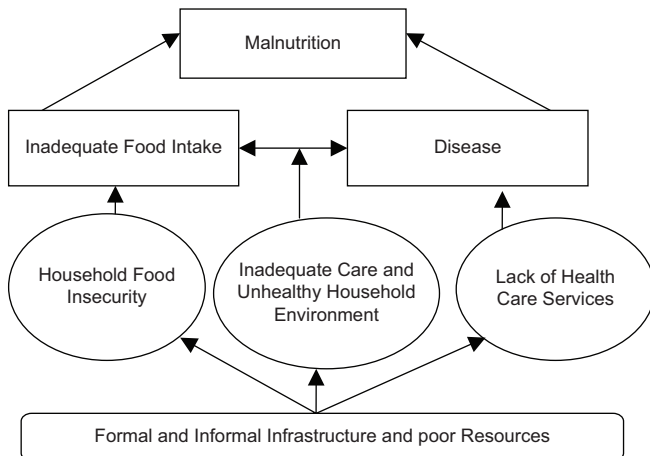 Malnutrition
Inadequate Food Intake
Disease
Household Food
Insecurity
Inadequate Care and
Unhealthy Household
Environment
Lack of Health
Care Services
Formal and Informal Infrastructure and poor Resources